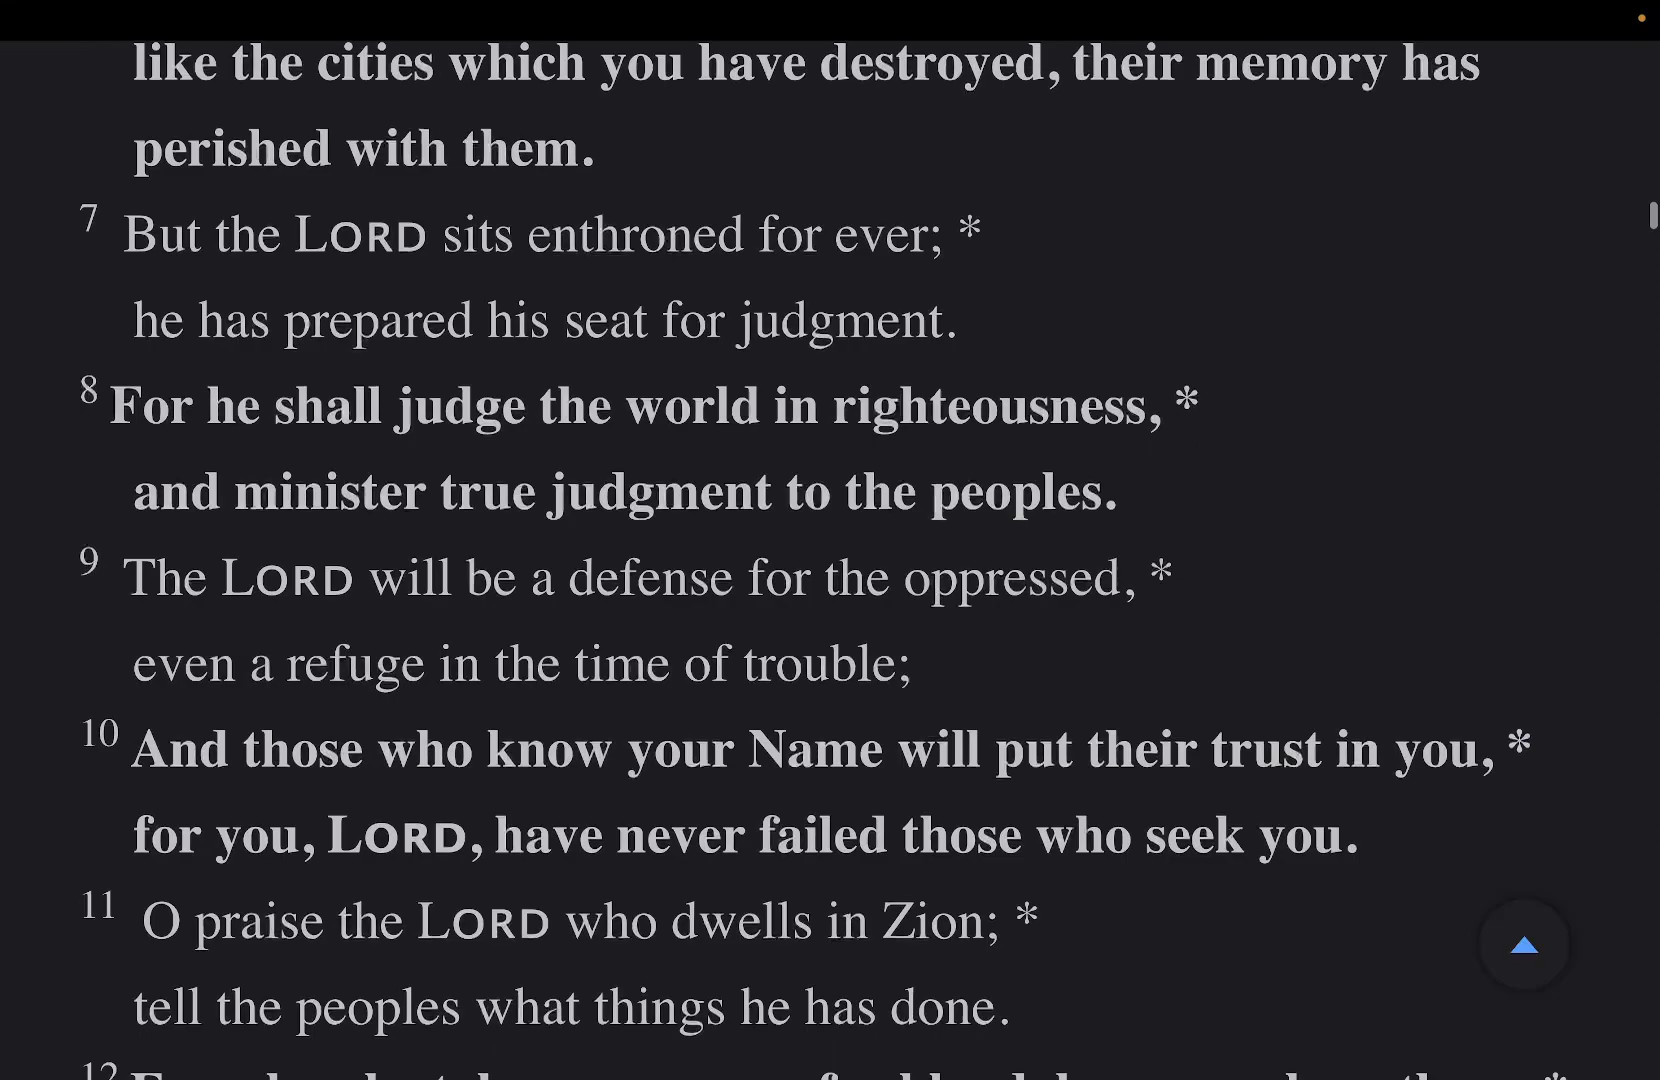 like the cities which you have destroyed, their memory has
perished with them.
7 But the LORD sits enthroned for ever; *
he has prepared his seat for judgment.
8 For he shall judge the world in righteousness, *
and minister true judgment to the peoples.
9 The LORD will be a defense for the oppressed, *
even a refuge in the time of trouble;
10 And those who know your Name will put their trust in you, *
for you, LORD, have never failed those who seek you.
11 O praise the LORD who dwells in Zion; *
tell the peoples what things he has done.
12